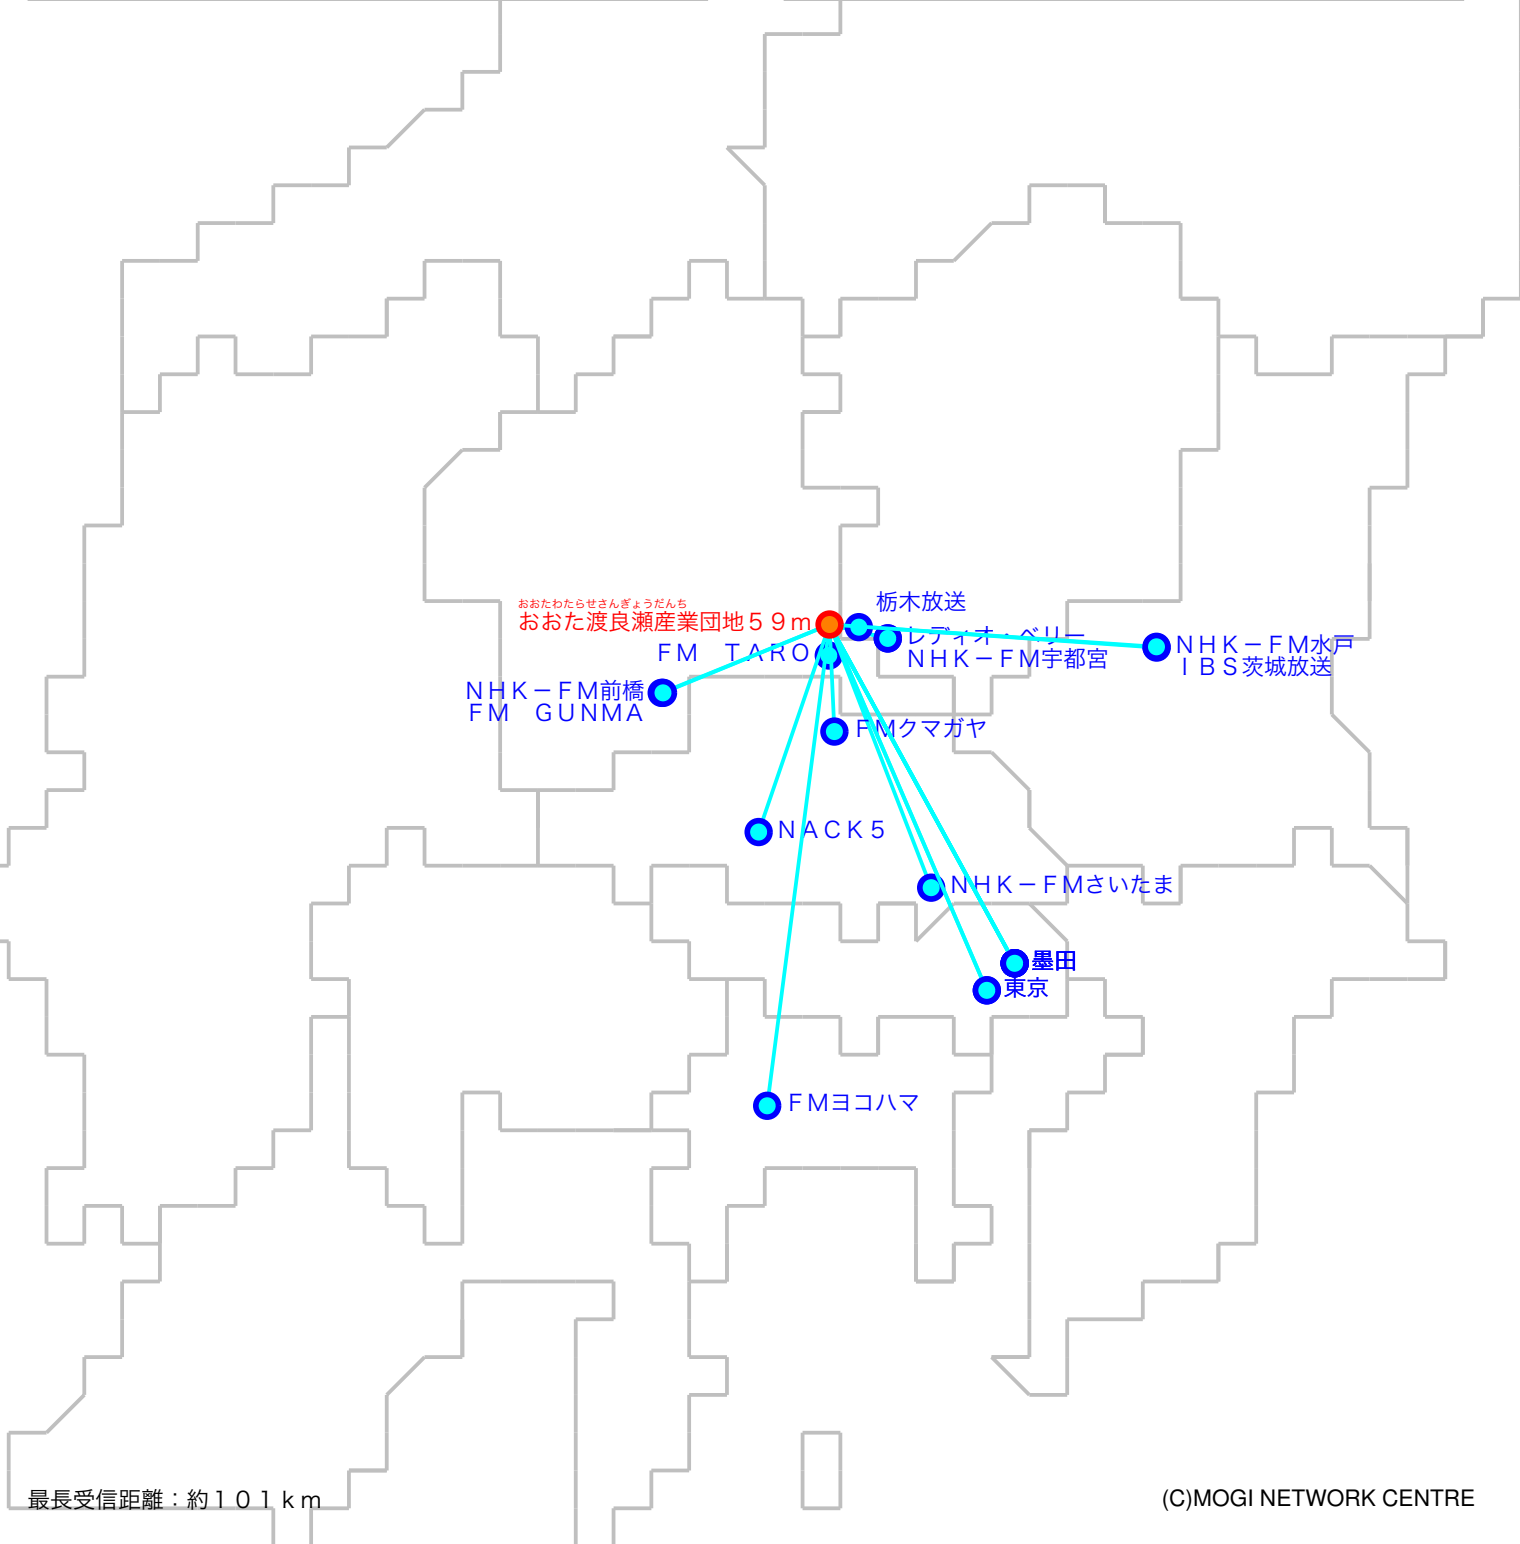 栃木放送
おおたわたらせさんぎょうだんち
おおた渡良瀬産業団地５９ｍ
レディオ・ベリー
ＮＨＫ－ＦＭ宇都宮
ＮＨＫ－ＦＭ水戸
ＩＢＳ茨城放送
ＦＭ　ＴＡＲＯ
ＮＨＫ－ＦＭ前橋
ＦＭ　ＧＵＮＭＡ
ＦＭクマガヤ
ＮＡＣＫ５
ＮＨＫ－ＦＭさいたま
墨田
東京
ＦＭヨコハマ
最長受信距離：約１０１ｋｍ
(C)MOGI NETWORK CENTRE